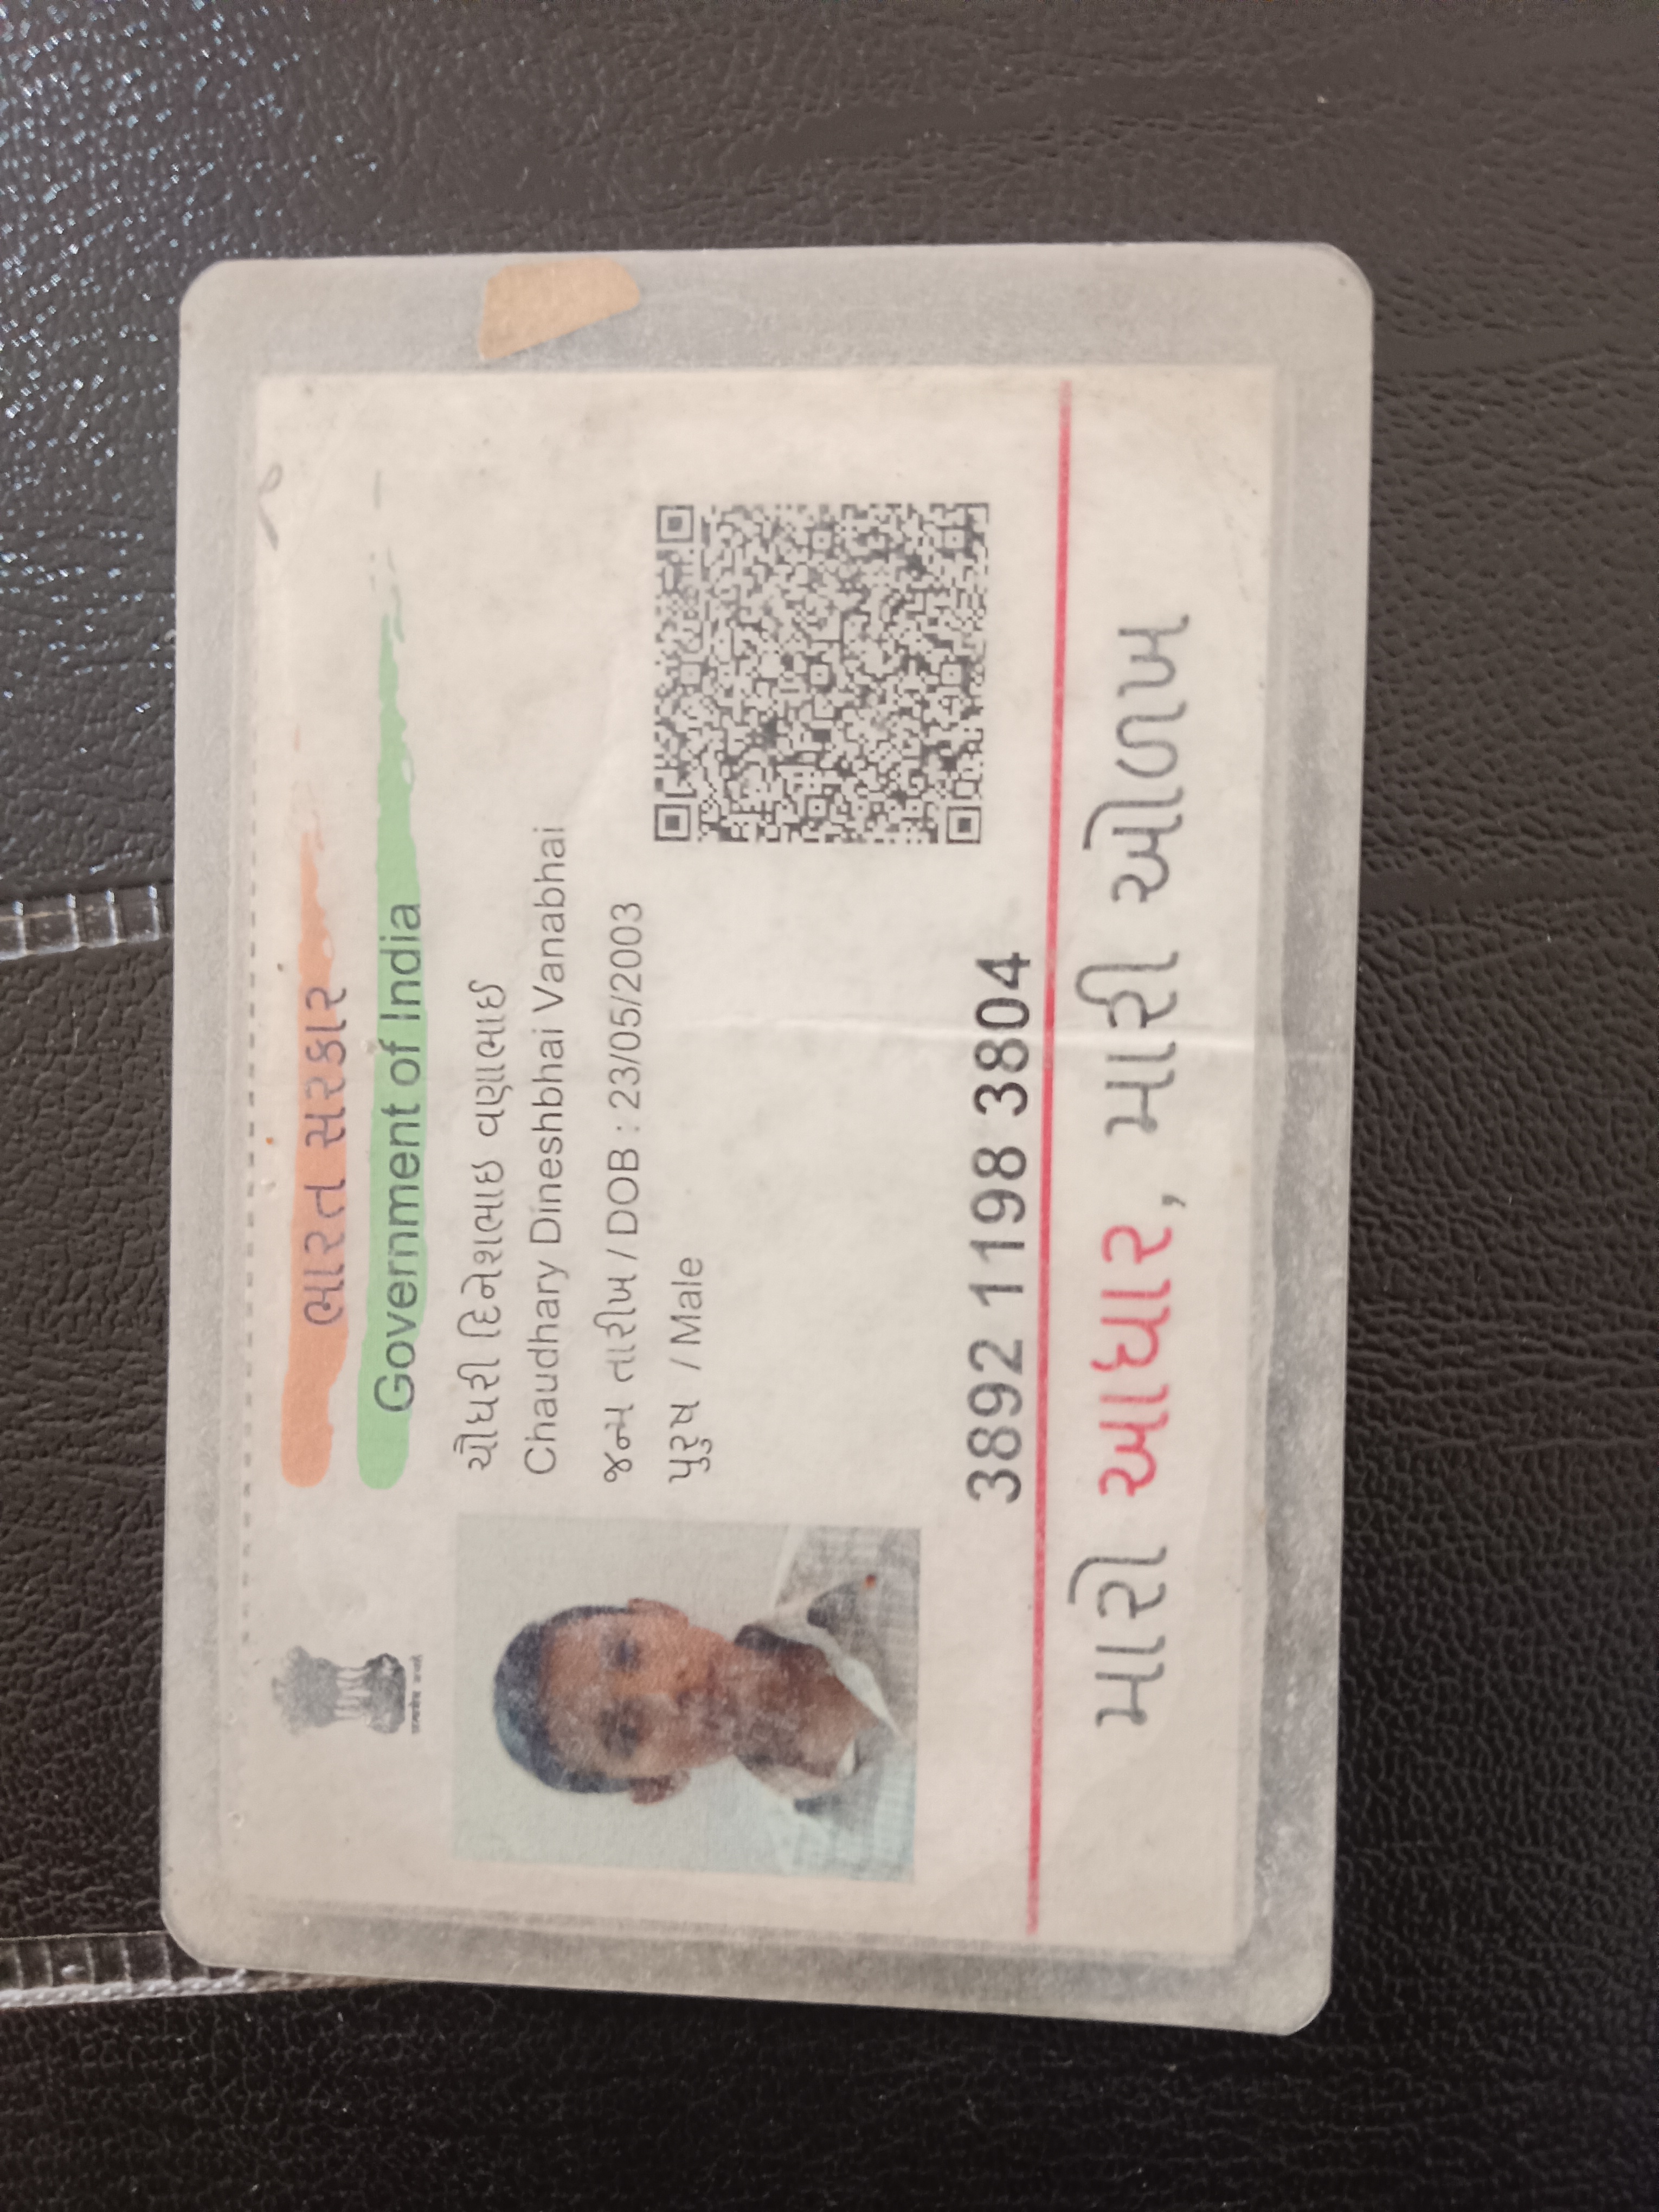 ભારત સરકાર
Government of India
ચૌધરી દિનેશભાઇ વણાભાઈ
Chaudhary Dineshbhai Vanabhai
જન્મ તારીખ / DOB : 23/05/2003
પુરુષ / Male
3892 1198 3804
મારો આધાર, મારી ઓળખ